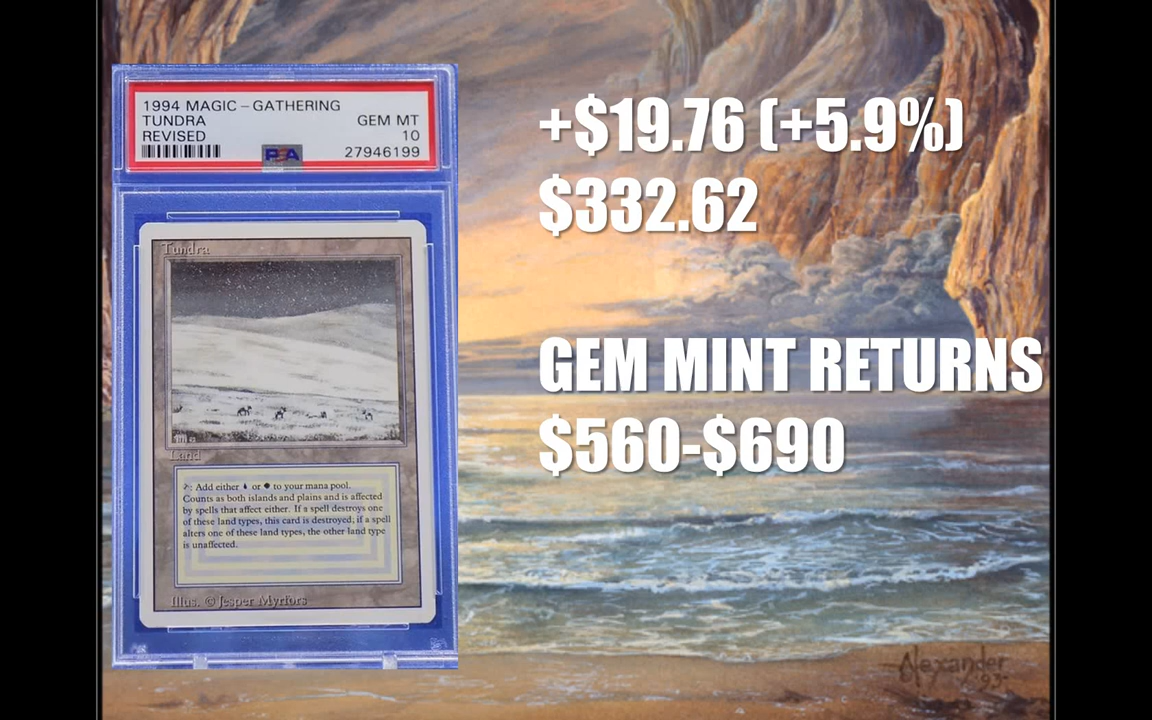 1994 MAGIC - GATHERING
TUNDRA GEM MT
REVISED 10
PSA 27946199
Tundra
Land
: Add either or to your mana pool.
Counts as both islands and plains and is affected
by spells that affect either. If a spell destroys one
of these land types, this card is destroyed; if a spell
alters one of these land types, the other land type
is unaffected.
Illus. © Jesper Myrfors
+$19.76 (+5.9%)
$332.62
GEM MINT RETURNS
$560-$690
Alexander
'93-